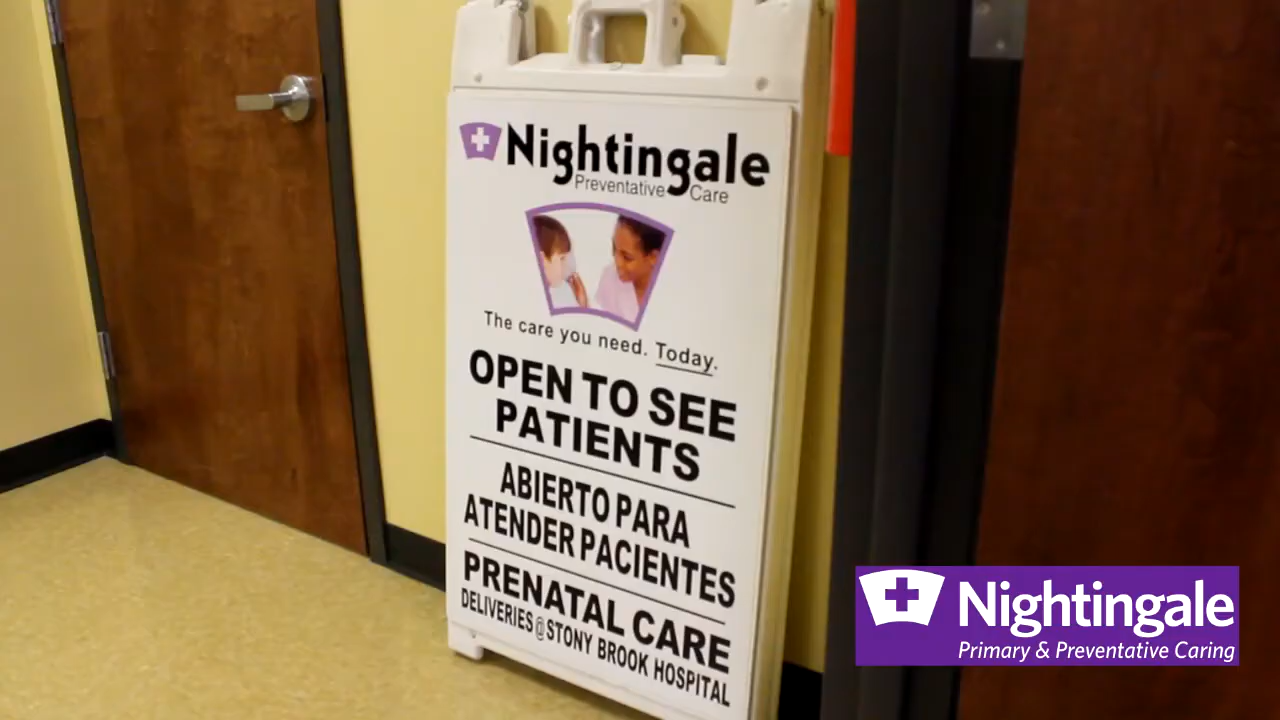 Nightingale
Preventative Care
The care you need. Today.
OPEN TO SEE
PATIENTS
ABIERTO PARA
ATENDER PACIENTES
PRENATAL CARE
DELIVERIES@STONY BROOK HOSPITAL
Nightingale
Primary & Preventative Caring